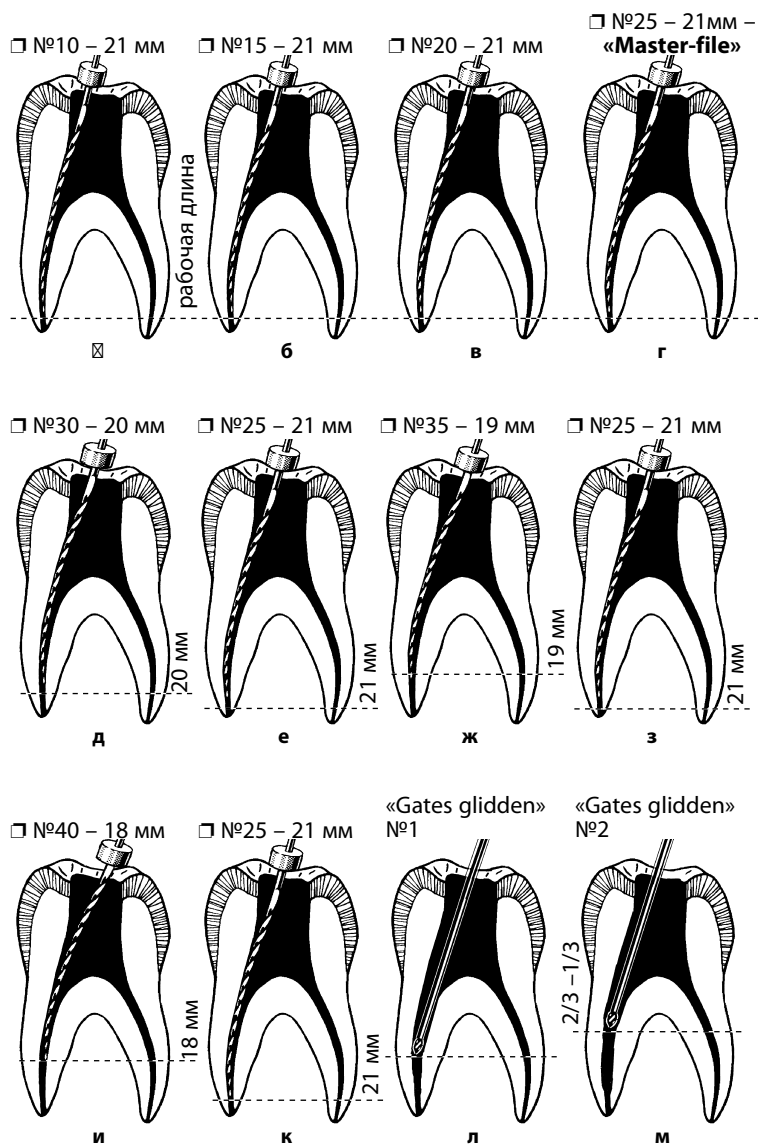 ❒ №10 – 21 мм
❒ №15 – 21 мм
❒ №20 – 21 мм
❒ №25 – 21мм –
«Master-file»
рабочая длина
б
в
г
❒ №30 – 20 мм
❒ №25 – 21 мм
❒ №35 – 19 мм
❒ №25 – 21 мм
20 мм
21 мм
19 мм
21 мм
д
е
ж
з
❒ №40 – 18 мм
❒ №25 – 21 мм
«Gates glidden»
№1
«Gates glidden»
№2
18 мм
21 мм
2/3 –1/3
и
к
л
м